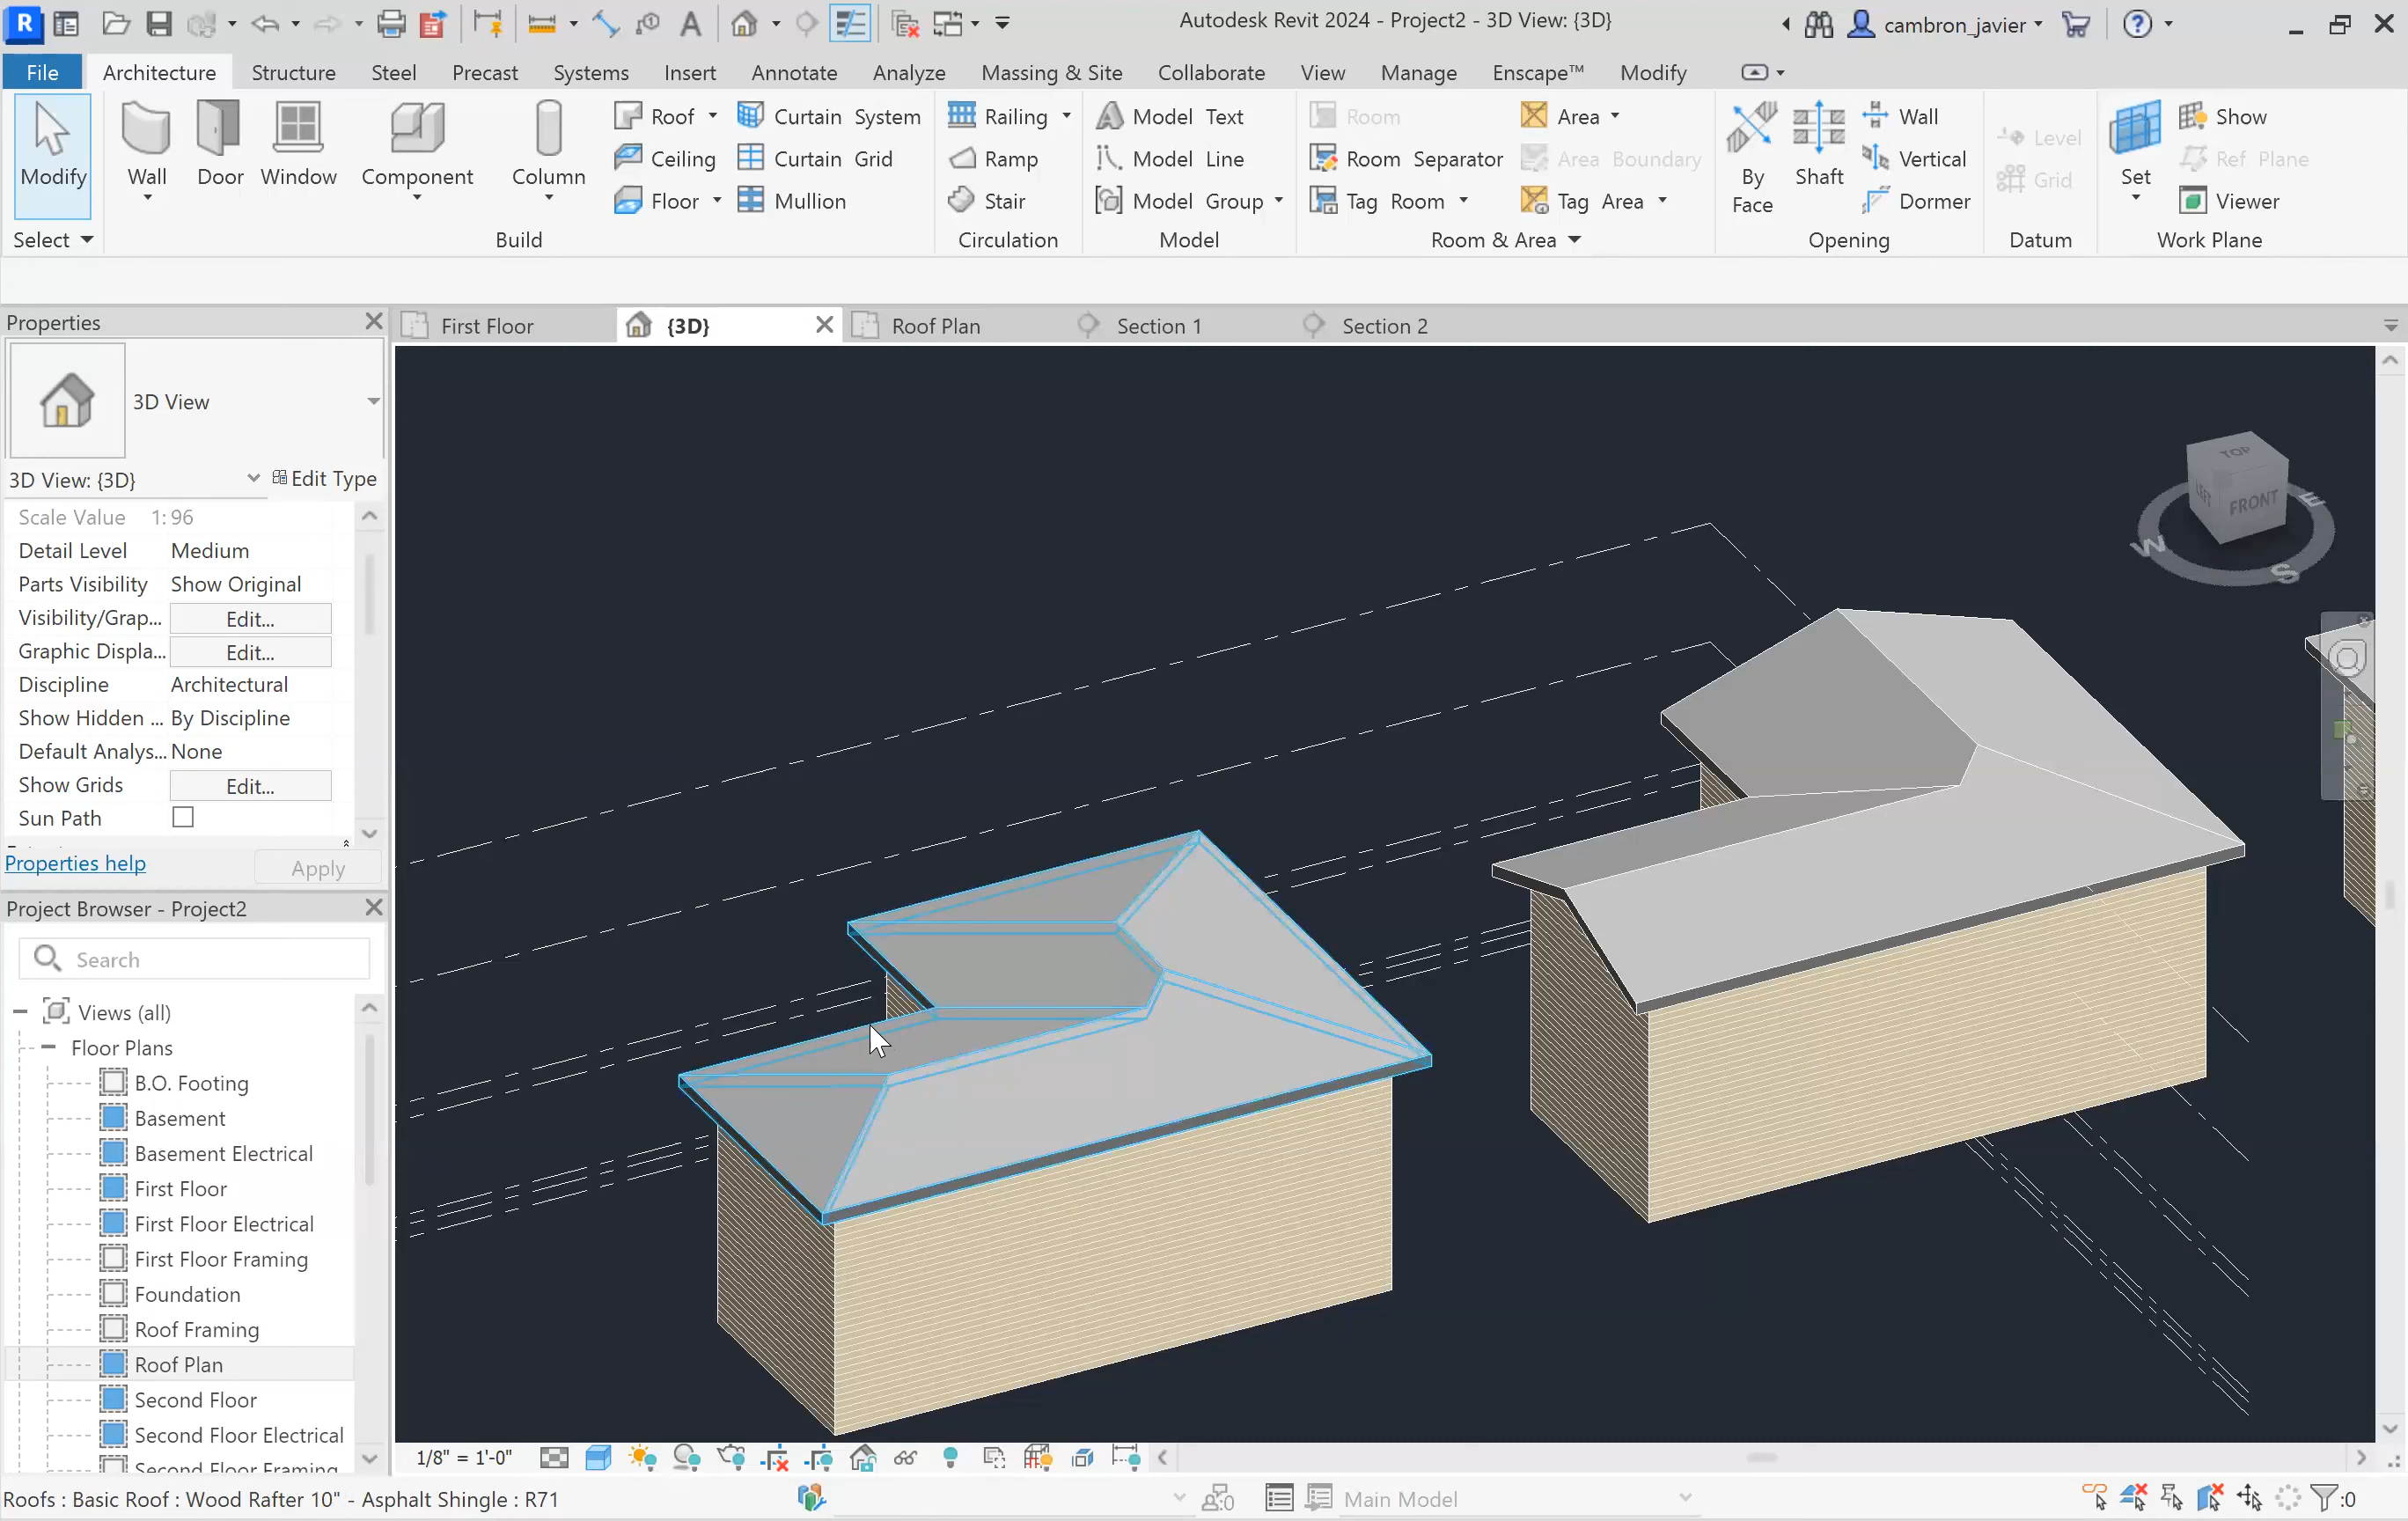 R
Autodesk Revit 2024 - Project2 - 3D View: {3D}
cambron_javier
File Architecture Structure Steel Precast Systems Insert Annotate Analyze Massing & Site Collaborate View Manage Enscape™ Modify
Modify
Select
Wall
Door
Window
Component
Column
Roof
Ceiling
Floor
Curtain System
Curtain Grid
Mullion
Build
Railing
Ramp
Stair
Circulation
Model Text
Model Line
Model Group
Model
Room
Room Separator
Tag Room
Area
Area Boundary
Tag Area
Room & Area
By Face
Shaft
Wall
Vertical
Dormer
Opening
Level
Grid
Datum
Set
Show
Ref Plane
Viewer
Work Plane
Properties
First Floor {3D} Roof Plan Section 1 Section 2
3D View
3D View: {3D} Edit Type
Scale Value 1: 96
Detail Level Medium
Parts Visibility Show Original
Visibility/Grap... Edit...
Graphic Displa... Edit...
Discipline Architectural
Show Hidden ... By Discipline
Default Analys... None
Show Grids Edit...
Sun Path
Properties help Apply
TOP
LEFT FRONT
E
W
S
Project Browser - Project2
Search
Views (all)
Floor Plans
B.O. Footing
Basement
Basement Electrical
First Floor
First Floor Electrical
First Floor Framing
Foundation
Roof Framing
Roof Plan
Second Floor
Second Floor Electrical
Second Floor Framing
1/8" = 1'-0"
Roofs : Basic Roof : Wood Rafter 10" - Asphalt Shingle : R71
:0
Main Model
:0